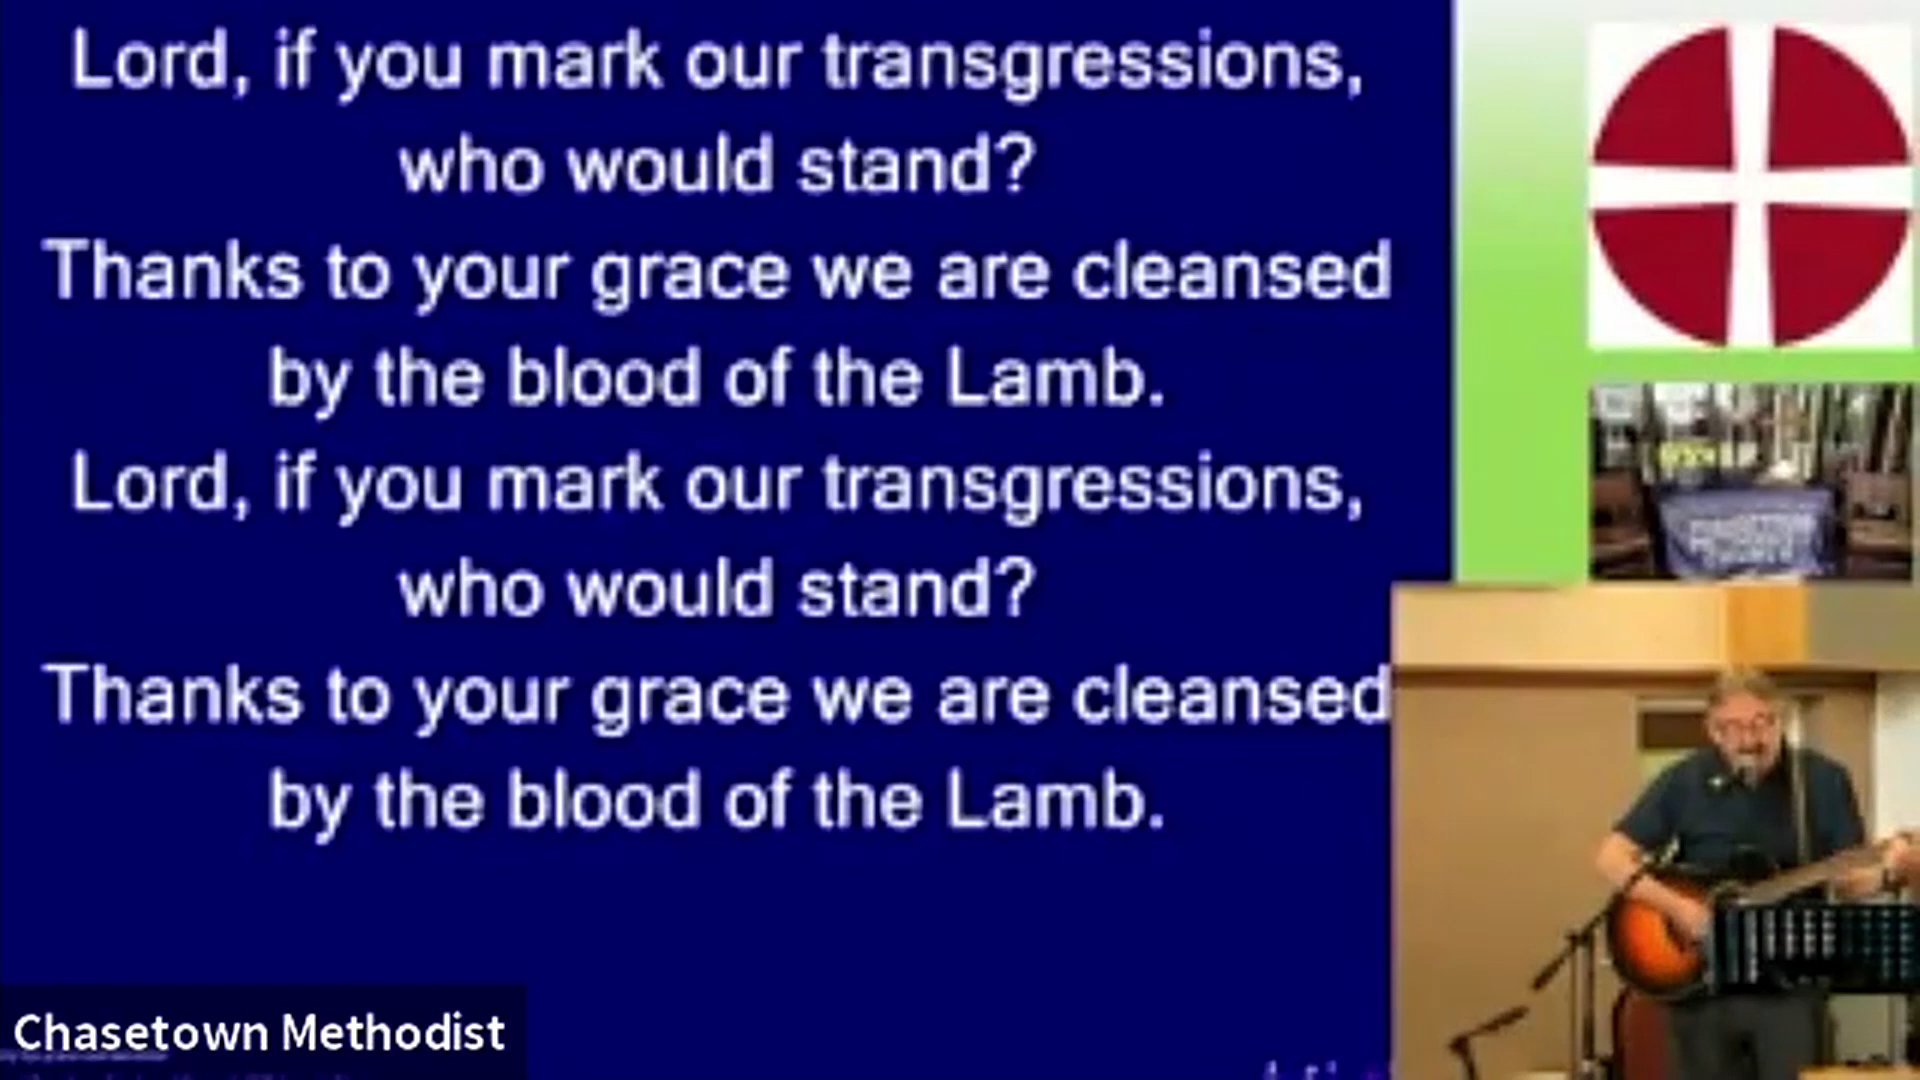 Lord, if you mark our transgressions,
who would stand?
Thanks to your grace we are cleansed
by the blood of the Lamb.
Lord, if you mark our transgressions,
who would stand?
Thanks to your grace we are cleansed
by the blood of the Lamb.
Chasetown Methodist